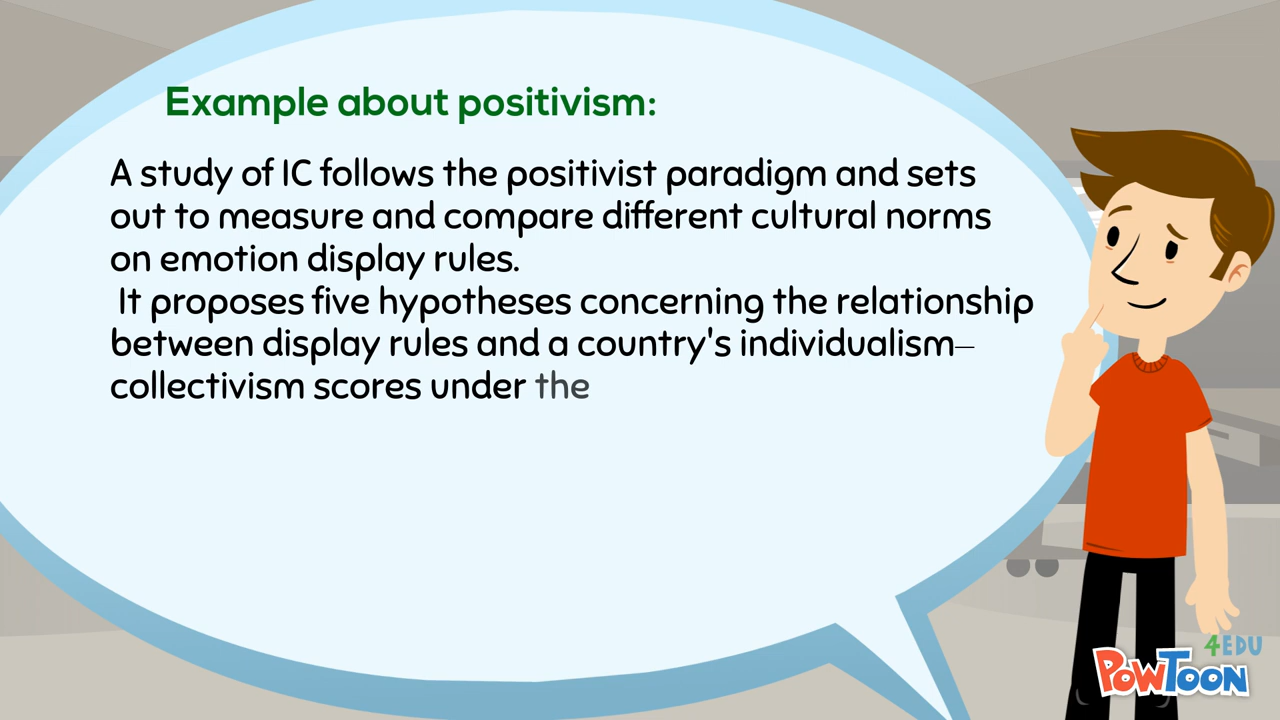 Example about positivism:
A study of IC follows the positivist paradigm and sets
out to measure and compare different cultural norms
on emotion display rules.
It proposes five hypotheses concerning the relationship
between display rules and a country's individualism–
collectivism scores under the
4EDU
POWTOON